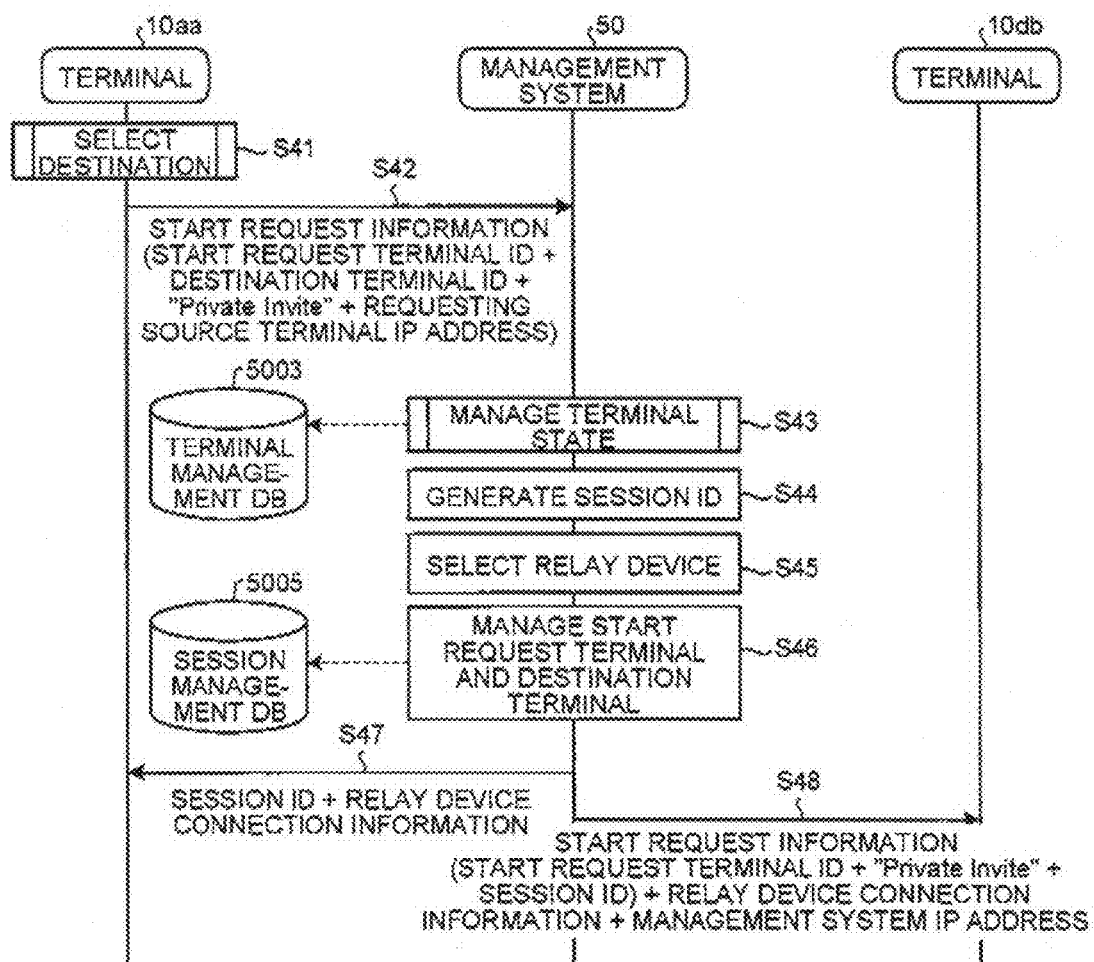 10aa
50
10db
TERMINAL
MANAGEMENT
SYSTEM
TERMINAL
SELECT
DESTINATION
S41
S42
START REQUEST INFORMATION
(START REQUEST TERMINAL ID +
DESTINATION TERMINAL ID +
"Private Invite" + REQUESTING
SOURCE TERMINAL IP ADDRESS)
5003
TERMINAL
MANAGE-
MENT DB
MANAGE TERMINAL
STATE
S43
GENERATE SESSION ID
S44
SELECT RELAY DEVICE
S45
5005
SESSION
MANAGE-
MENT DB
MANAGE START
REQUEST TERMINAL
AND DESTINATION
TERMINAL
S46
S47
SESSION ID + RELAY DEVICE
CONNECTION INFORMATION
S48
START REQUEST INFORMATION
(START REQUEST TERMINAL ID + "Private Invite" +
SESSION ID) + RELAY DEVICE CONNECTION
INFORMATION + MANAGEMENT SYSTEM IP ADDRESS